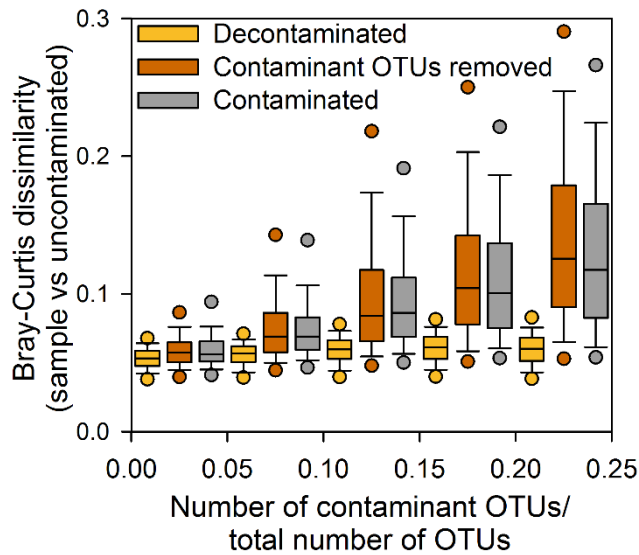 0.3
0.2
0.1
0.0
Bray-Curtis dissimilarity
(sample vs uncontaminated)
Decontaminated
Contaminant OTUs removed
Contaminated
0.00 0.05 0.10 0.15 0.20 0.25
Number of contaminant OTUs/
total number of OTUs